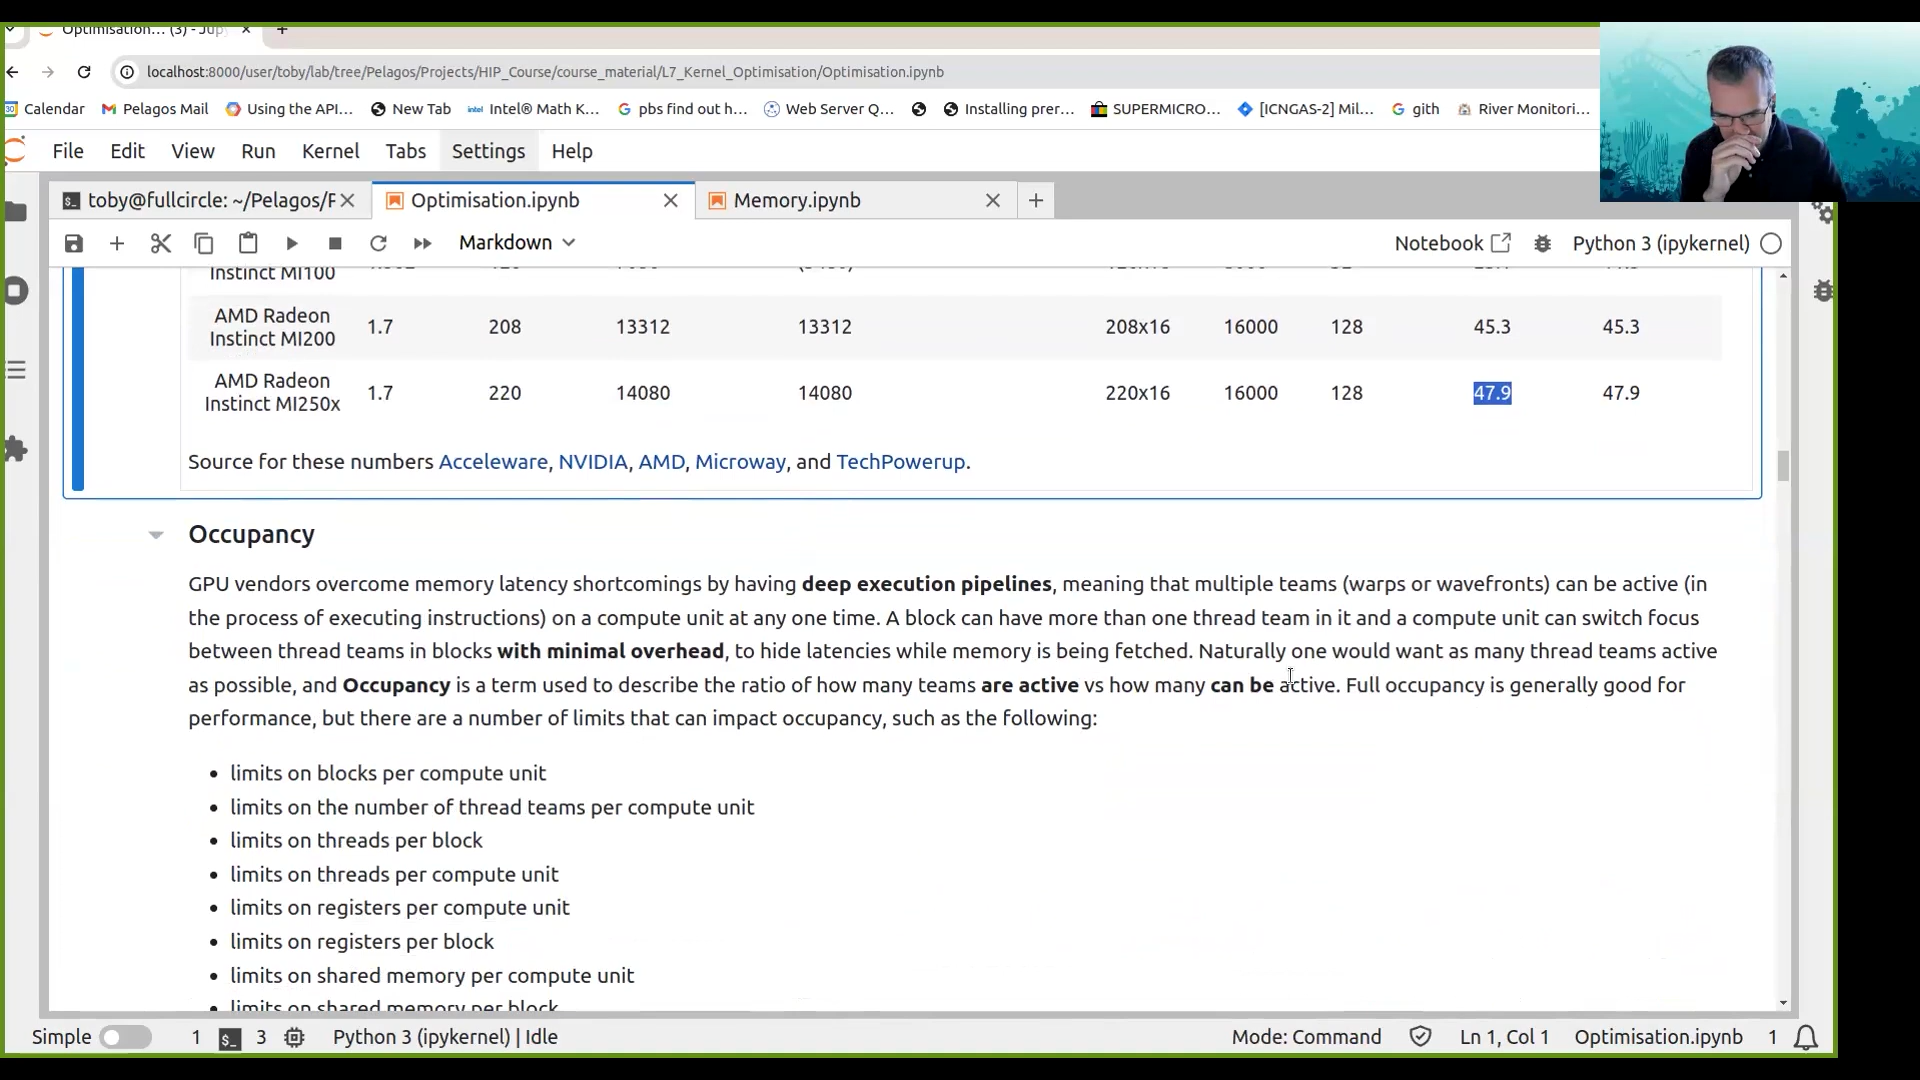 Optimisation... (3) - Jup
localhost:8000/user/toby/lab/tree/Pelagos/Projects/HIP_Course/course_material/L7_Kernel_Optimisation/Optimisation.ipynb
Calendar Pelagos Mail Using the API... New Tab Intel® Math K... pbs find out h... Web Server Q... Installing prer... SUPERMICRO... [ICNGAS-2] Mil... gith River Monitori...
File Edit View Run Kernel Tabs Settings Help
toby@fullcircle: ~/Pelagos/F Optimisation.ipynb Memory.ipynb
Markdown Notebook Python 3 (ipykernel)
Instinct MI100
AMD Radeon
Instinct MI200 1.7 208 13312 13312 208x16 16000 128 45.3 45.3
AMD Radeon
Instinct MI250x 1.7 220 14080 14080 220x16 16000 128 47.9 47.9
Source for these numbers Acceleware, NVIDIA, AMD, Microway, and TechPowerup.
Occupancy
GPU vendors overcome memory latency shortcomings by having deep execution pipelines, meaning that multiple teams (warps or wavefronts) can be active (in
the process of executing instructions) on a compute unit at any one time. A block can have more than one thread team in it and a compute unit can switch focus
between thread teams in blocks with minimal overhead, to hide latencies while memory is being fetched. Naturally one would want as many thread teams active
as possible, and Occupancy is a term used to describe the ratio of how many teams are active vs how many can be active. Full occupancy is generally good for
performance, but there are a number of limits that can impact occupancy, such as the following:
• limits on blocks per compute unit
• limits on the number of thread teams per compute unit
• limits on threads per block
• limits on threads per compute unit
• limits on registers per compute unit
• limits on registers per block
• limits on shared memory per compute unit
• limits on shared memory per block
Simple 1 3 Python 3 (ipykernel) | Idle Mode: Command Ln 1, Col 1 Optimisation.ipynb 1